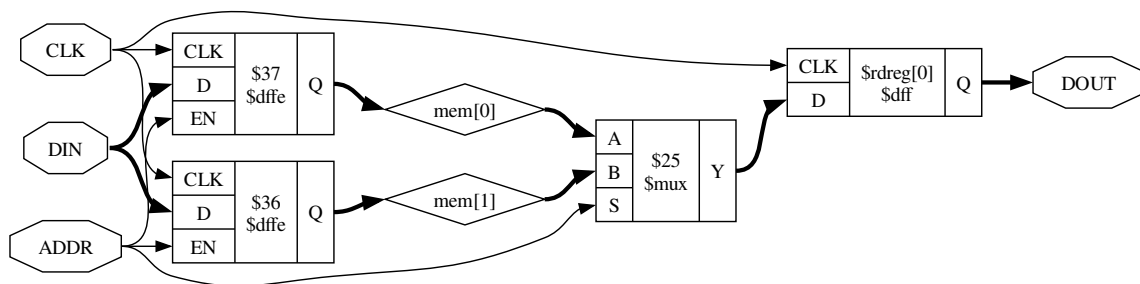 CLK
DIN
ADDR
CLK
D
EN
$37
$dffe
Q
CLK
D
EN
$36
$dffe
Q
mem[0]
mem[1]
A
B
S
$25
$mux
Y
CLK
D
$rdreg[0]
$dff
Q
DOUT